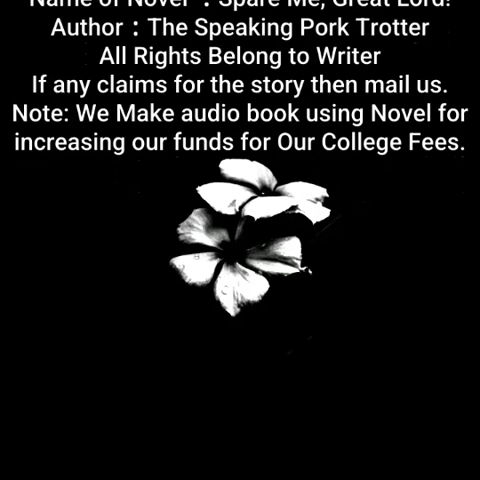 Name of Novel : Spare Me, Great Lord!
Author : The Speaking Pork Trotter
All Rights Belong to Writer
If any claims for the story then mail us.
Note: We Make audio book using Novel for
increasing our funds for Our College Fees.